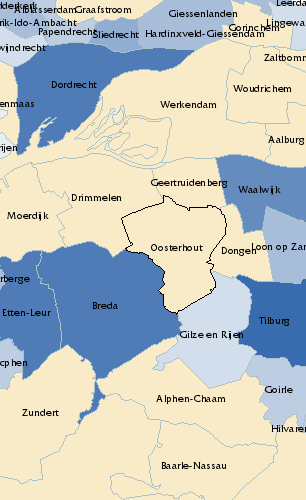 Leerda
Alblasserdam Graafstroom
Giessenlanden
rik-Ido-Ambacht
Papendrecht
Sliedrecht
Hardinxveld-Giessendam
Gorinchem
Lingewa
wijndrecht
Zaltbomm
Dordrecht
Woudrichem
enmaas
Werkendam
Aalburg
rijen
Geertruidenberg
Waalwijk
Drimmelen
Moerdijk
Oosterhout
Dongen
Loon op Zan
rberge
Breda
Etten-Leur
Tilburg
Gilze en Rijen
cphen
Goirle
Alphen-Chaam
Zundert
Hilvaren
Baarle-Nassau